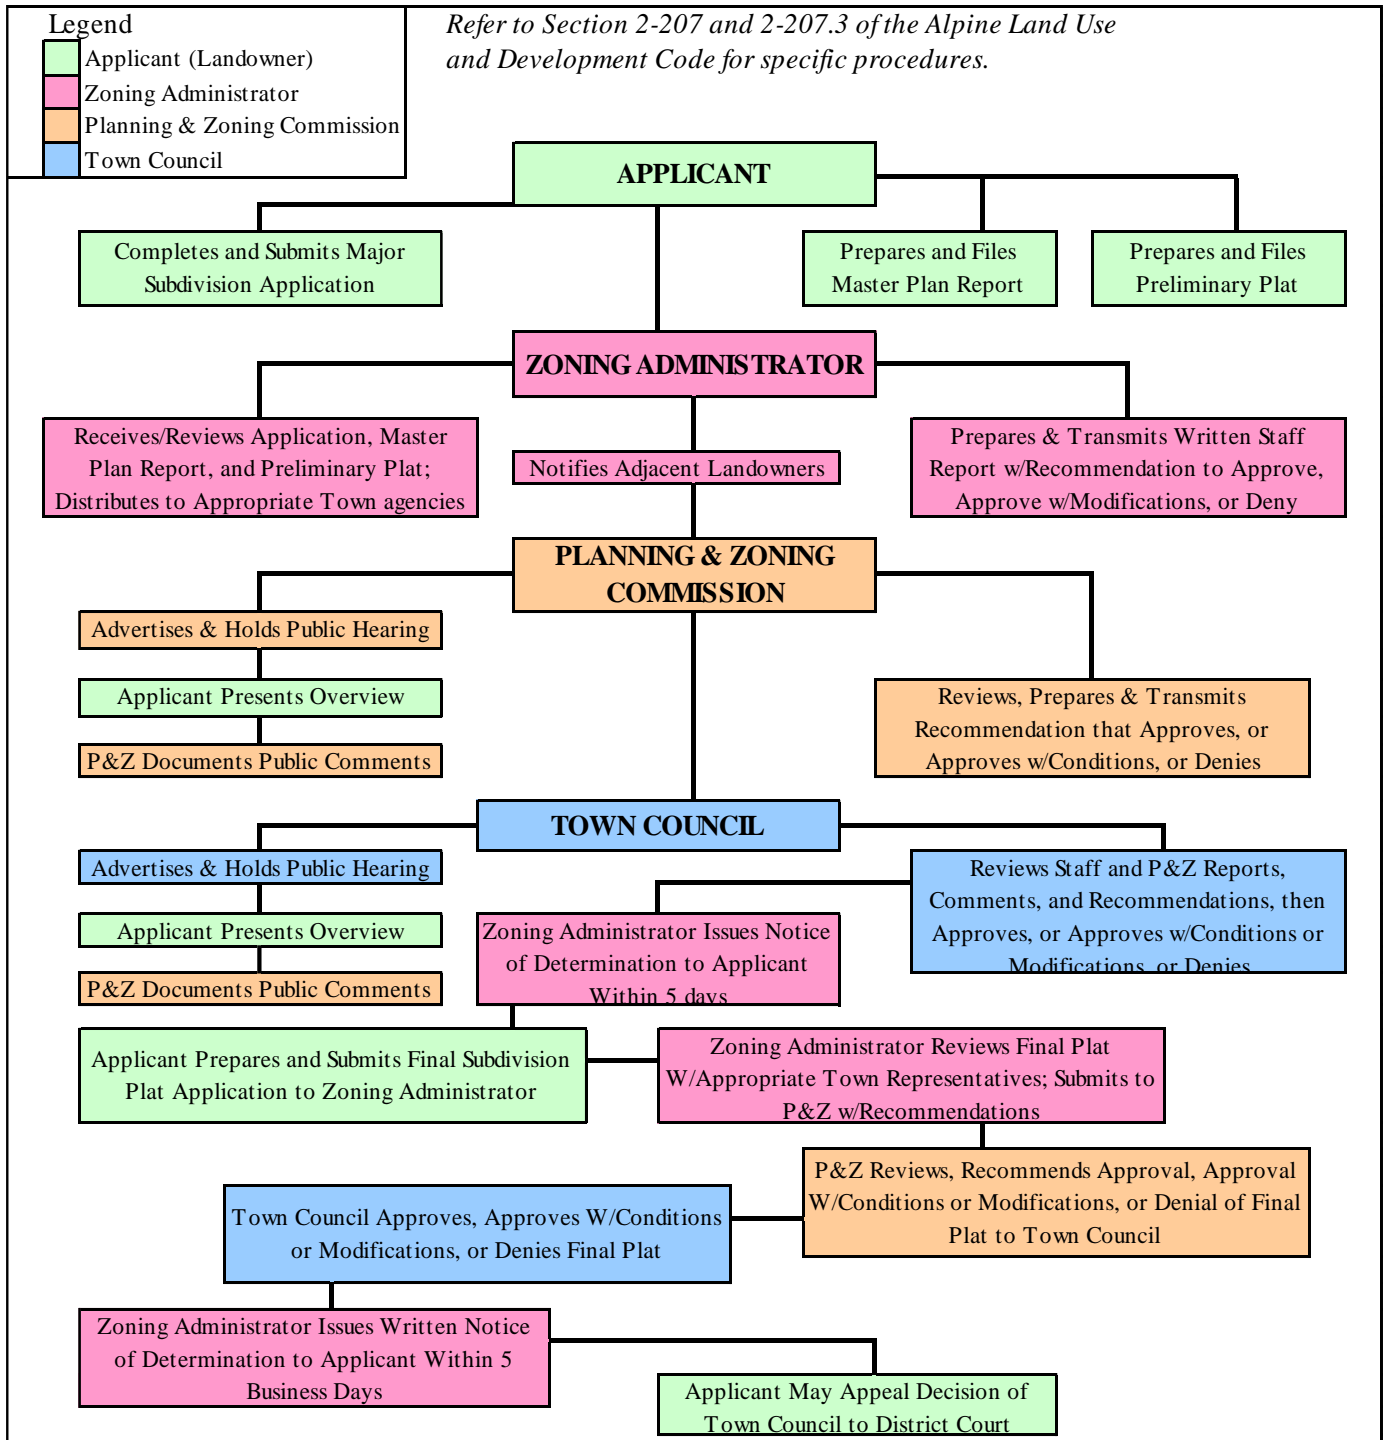 Legend
Applicant (Landowner)
Zoning Administrator
Planning & Zoning Commission
Town Council
Refer to Section 2-207 and 2-207.3 of the Alpine Land Use
and Development Code for specific procedures.
APPLICANT
Completes and Submits Major
Subdivision Application
Prepares and Files
Master Plan Report
Prepares and Files
Preliminary Plat
ZONING ADMINISTRATOR
Receives/Reviews Application, Master
Plan Report, and Preliminary Plat;
Distributes to Appropriate Town agencies
Notifies Adjacent Landowners
Prepares & Transmits Written Staff
Report w/Recommendation to Approve,
Approve w/Modifications, or Deny
PLANNING & ZONING
COMMISSION
Advertises & Holds Public Hearing
Applicant Presents Overview
P&Z Documents Public Comments
Reviews, Prepares & Transmits
Recommendation that Approves, or
Approves w/Conditions, or Denies
TOWN COUNCIL
Advertises & Holds Public Hearing
Applicant Presents Overview
P&Z Documents Public Comments
Reviews Staff and P&Z Reports,
Comments, and Recommendations, then
Approves, or Approves w/Conditions or
Modifications, or Denies
Zoning Administrator Issues Notice
of Determination to Applicant
Within 5 days
Applicant Prepares and Submits Final Subdivision
Plat Application to Zoning Administrator
Zoning Administrator Reviews Final Plat
W/Appropriate Town Representatives; Submits to
P&Z w/Recommendations
P&Z Reviews, Recommends Approval, Approval
W/Conditions or Modifications, or Denial of Final
Plat to Town Council
Town Council Approves, Approves W/Conditions
or Modifications, or Denies Final Plat
Zoning Administrator Issues Written Notice
of Determination to Applicant Within 5
Business Days
Applicant May Appeal Decision of
Town Council to District Court